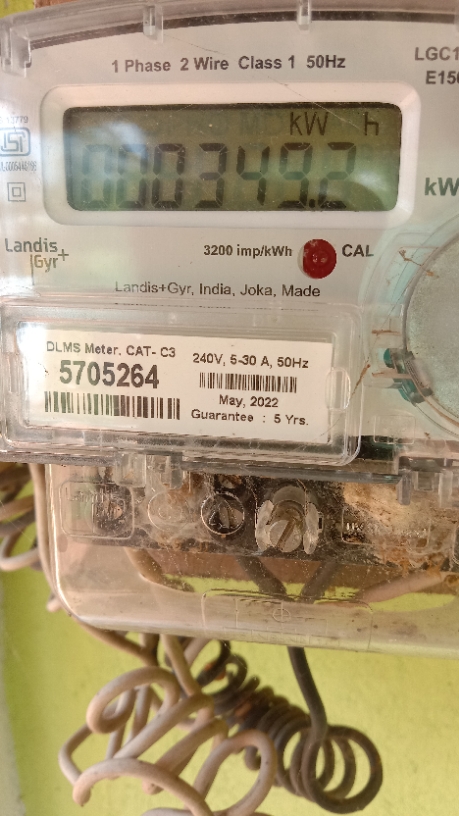 1 Phase 2 Wire Class 1 50Hz
LGC1
E150
kW h
000349.2
kW
Landis+
Gyr
3200 imp/kWh CAL
Landis+Gyr, India, Joka, Made
DLMS Meter. CAT- C3
5705264
240V, 5-30 A, 50Hz
May, 2022
Guarantee : 5 Yrs.